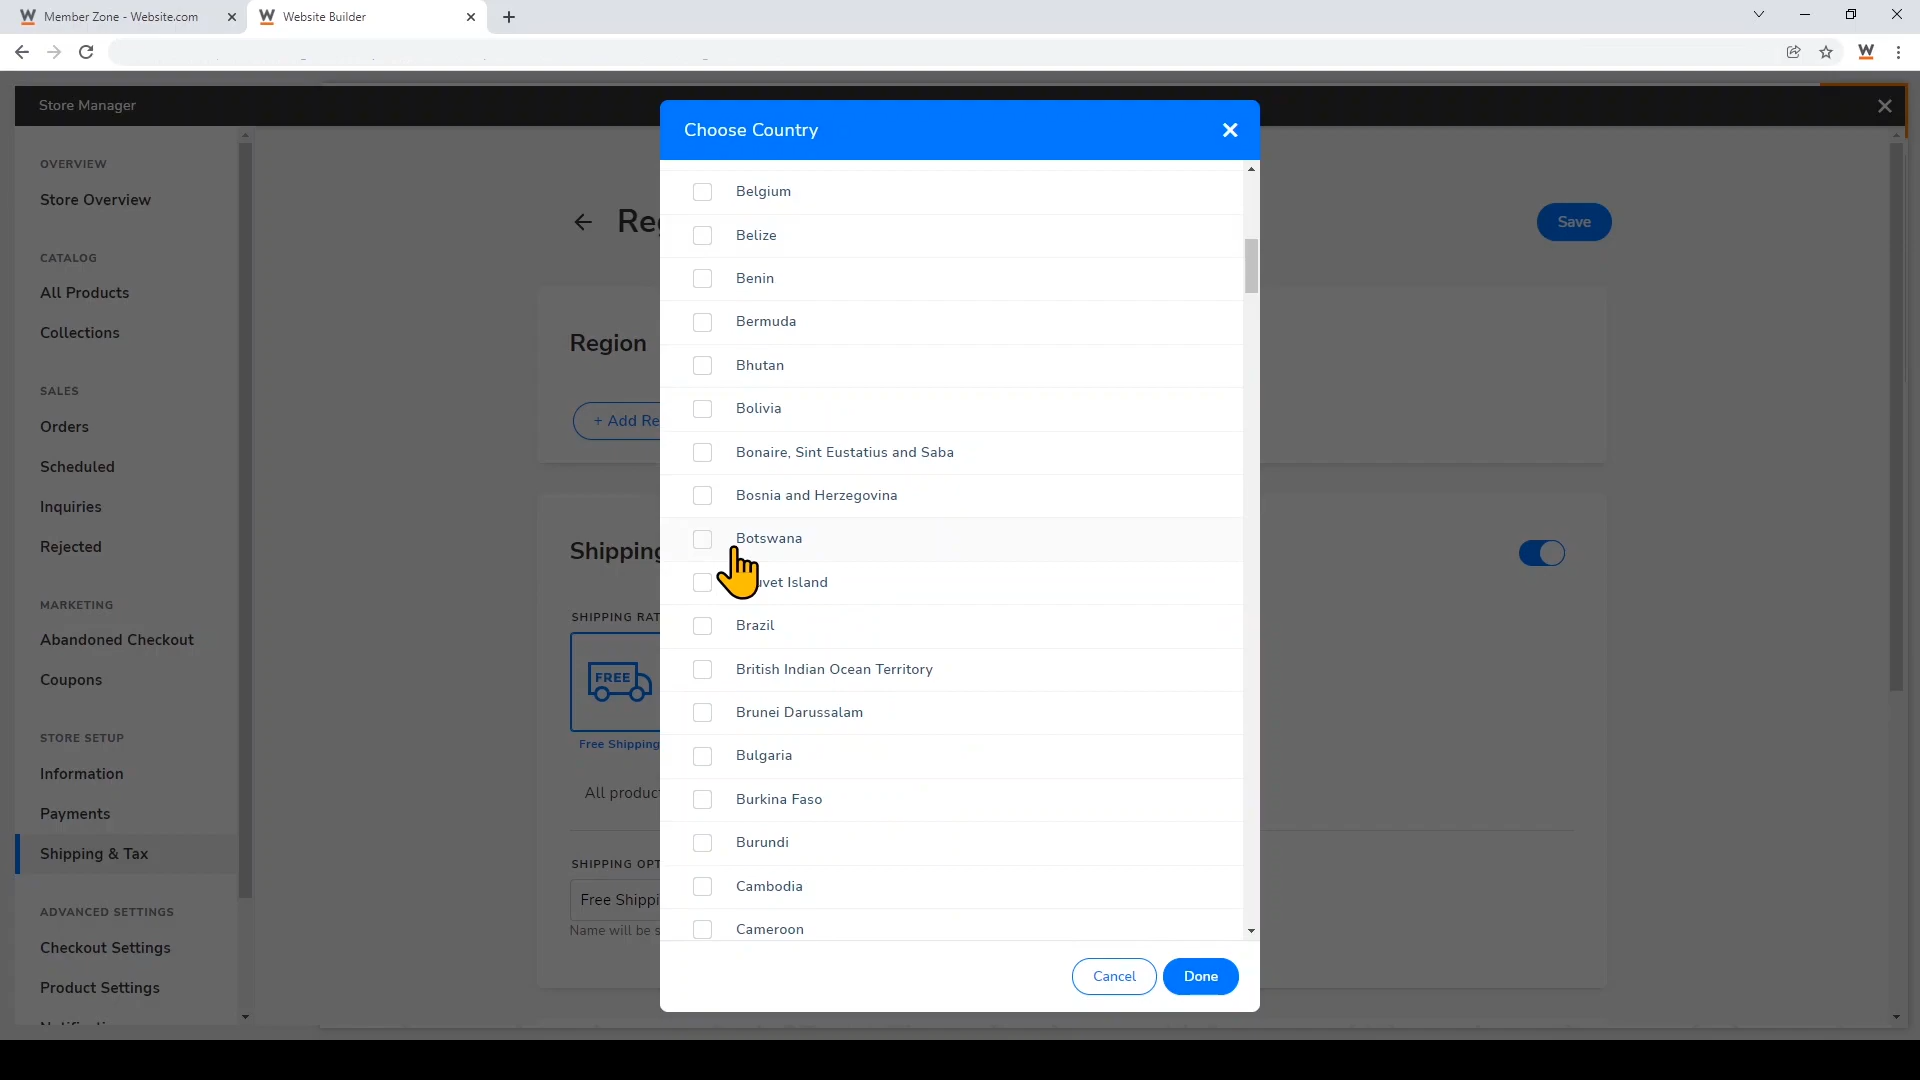 Member Zone - Website.com
Website Builder
Store Manager
OVERVIEW
Store Overview
CATALOG
All Products
Collections
SALES
Orders
Scheduled
Inquiries
Rejected
MARKETING
Abandoned Checkout
Coupons
STORE SETUP
Information
Payments
Shipping & Tax
ADVANCED SETTINGS
Checkout Settings
Product Settings
Save
Region
+ Add Re
Shipping
SHIPPING RAT
FREE
Free Shipping
All produc
SHIPPING OPT
Free Shippi
Name will be s
Choose Country
Belgium
Belize
Benin
Bermuda
Bhutan
Bolivia
Bonaire, Sint Eustatius and Saba
Bosnia and Herzegovina
Botswana
uvet Island
Brazil
British Indian Ocean Territory
Brunei Darussalam
Bulgaria
Burkina Faso
Burundi
Cambodia
Cameroon
Cancel
Done